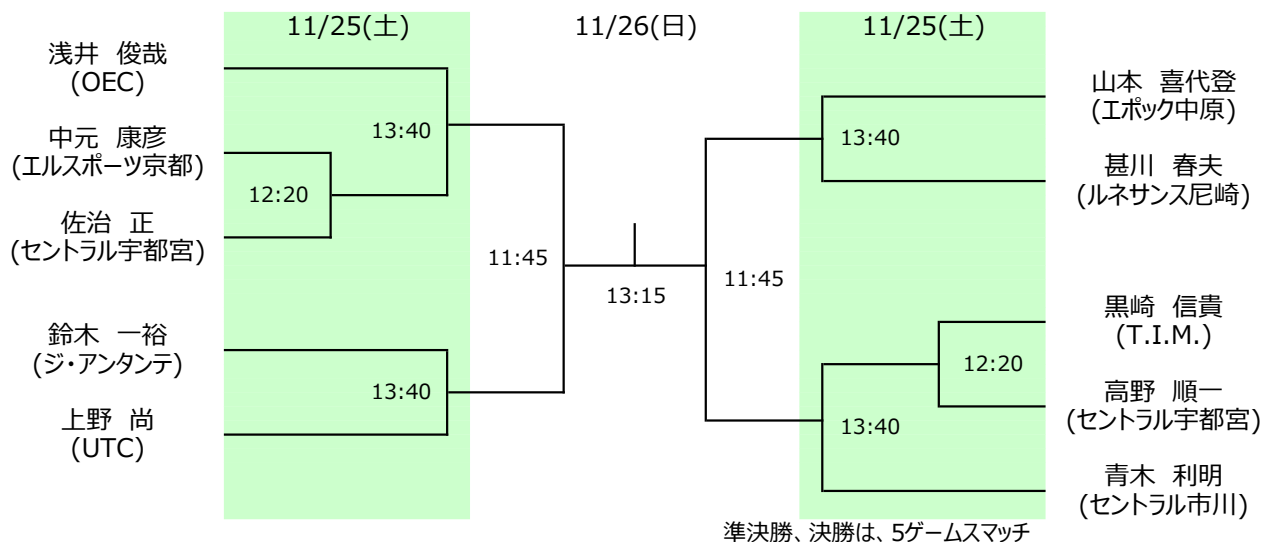 11/25(土)
11/26(日)
11/25(土)
浅井 俊哉
(OEC)
中元 康彦
(エルスポーツ京都)
佐治 正
(セントラル宇都宮)
鈴木 一裕
(ジ・アンタンテ)
上野 尚
(UTC)
13:40
12:20
13:40
11:45
13:15
11:45
13:40
12:20
13:40
山本 喜代登
(エポック中原)
甚川 春夫
(ルネサンス尼崎)
黒崎 信貴
(T.I.M.)
高野 順一
(セントラル宇都宮)
青木 利明
(セントラル市川)
準決勝、決勝は、5ゲームスマッチ